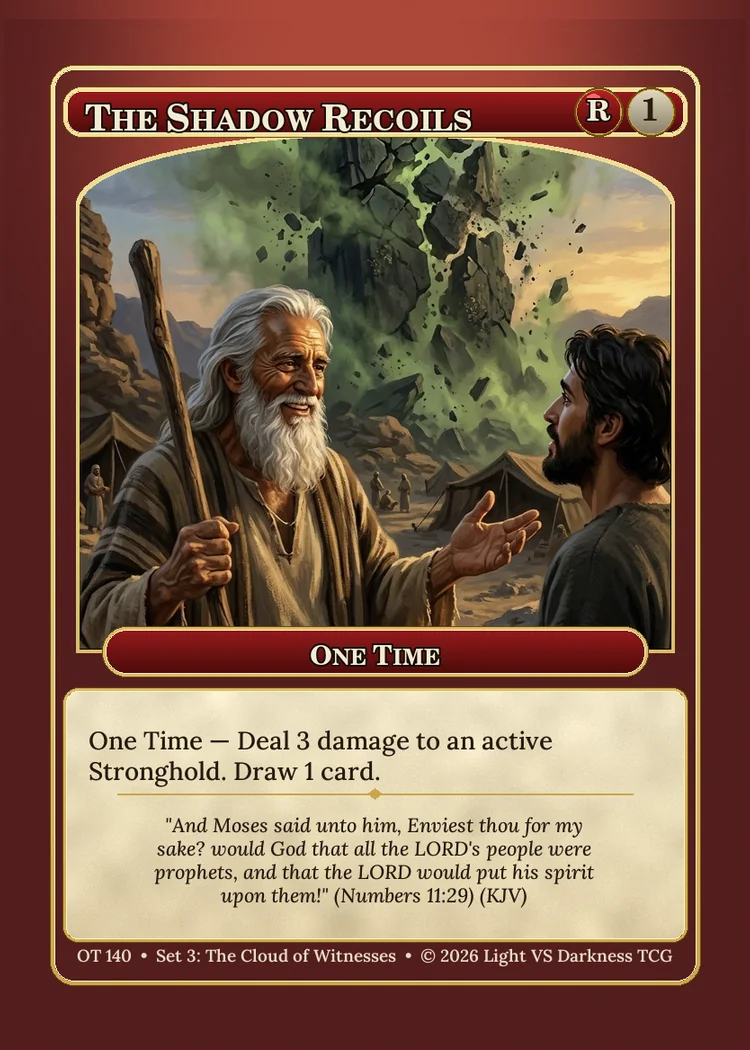 The Shadow Recoils R 1
One Time
One Time — Deal 3 damage to an active
Stronghold. Draw 1 card.
"And Moses said unto him, Enviest thou for my
sake? would God that all the LORD's people were
prophets, and that the LORD would put his spirit
upon them!" (Numbers 11:29) (KJV)
OT 140 • Set 3: The Cloud of Witnesses • © 2026 Light VS Darkness TCG